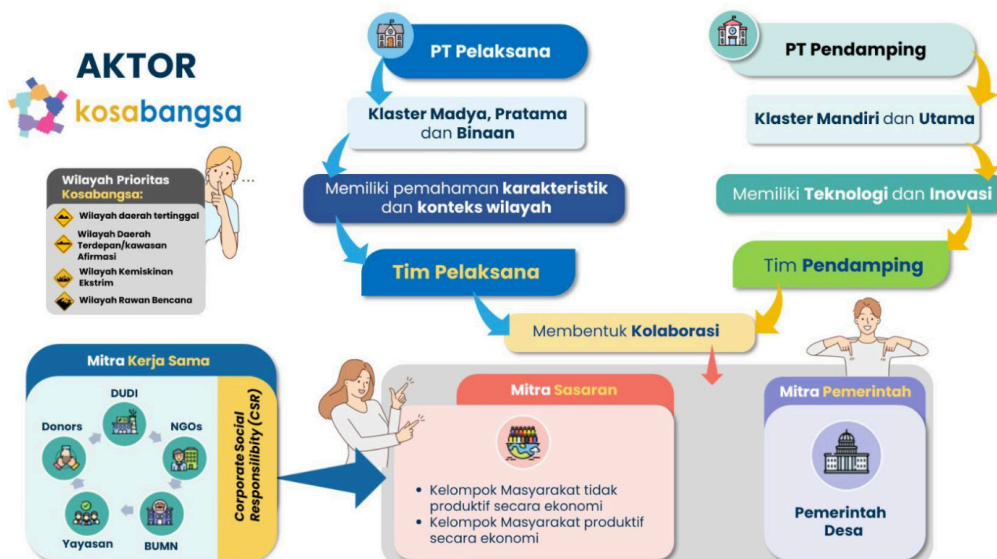 AKTOR
kosabangsa
Wilayah Prioritas
Kosabangsa:
Wilayah daerah tertinggal
Wilayah Daerah
Terdepan/kawasan
Afirmasi
Wilayah Kemiskinan
Ekstrim
Wilayah Rawan Bencana
PT Pelaksana
Klaster Madya, Pratama
dan Binaan
Memiliki pemahaman karakteristik
dan konteks wilayah
Tim Pelaksana
PT Pendamping
Klaster Mandiri dan Utama
Memiliki Teknologi dan Inovasi
Tim Pendamping
Membentuk Kolaborasi
Mitra Kerja Sama
DUDI
Donors
NGOs
Yayasan
BUMN
Corporate Social
Responsilibity (CSR)
Mitra Sasaran
• Kelompok Masyarakat tidak
produktif secara ekonomi
• Kelompok Masyarakat produktif
secara ekonomi
Mitra Pemerintah
Pemerintah
Desa